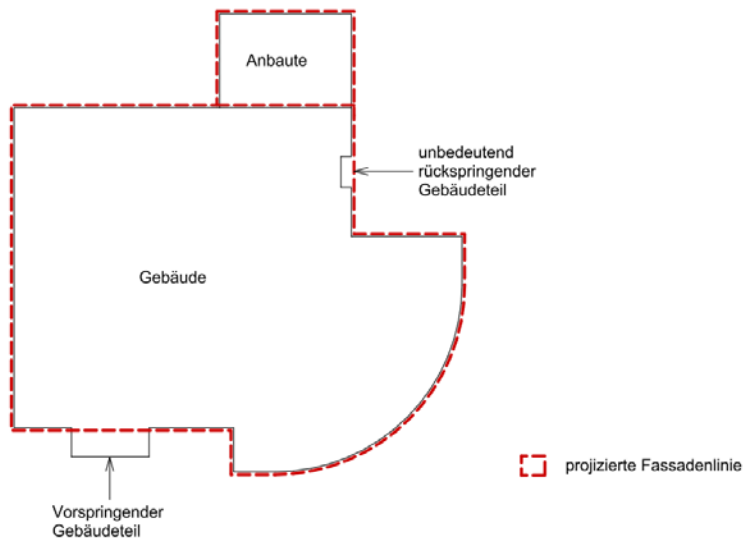 Anbaute
unbedeutend
rückspringender
Gebäudeteil
Gebäude
projizierte Fassadenlinie
Vorspringender
Gebäudeteil